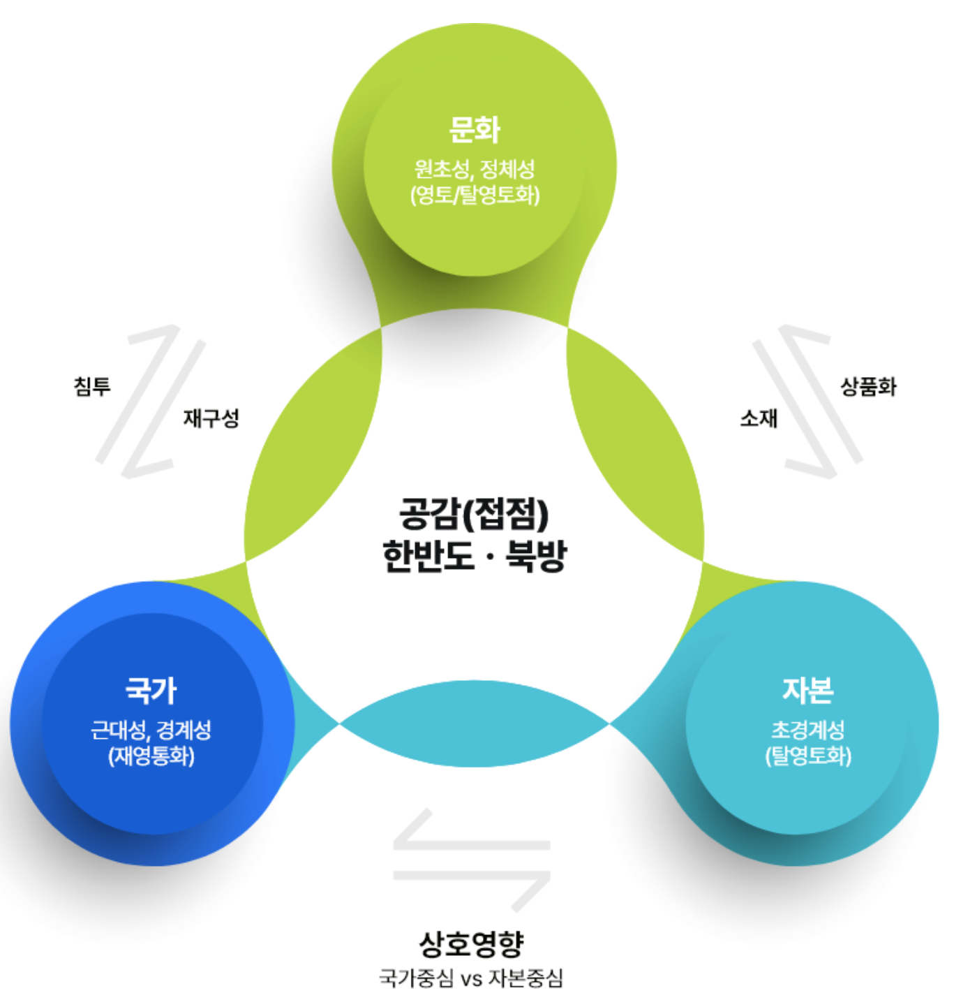 문화
원초성, 정체성
(영토/탈영토화)
침투
재구성
소재
상품화
공감(접점)
한반도 · 북방
국가
근대성, 경계성
(재영통화)
자본
초경계성
(탈영토화)
상호영향
국가중심 vs 자본중심